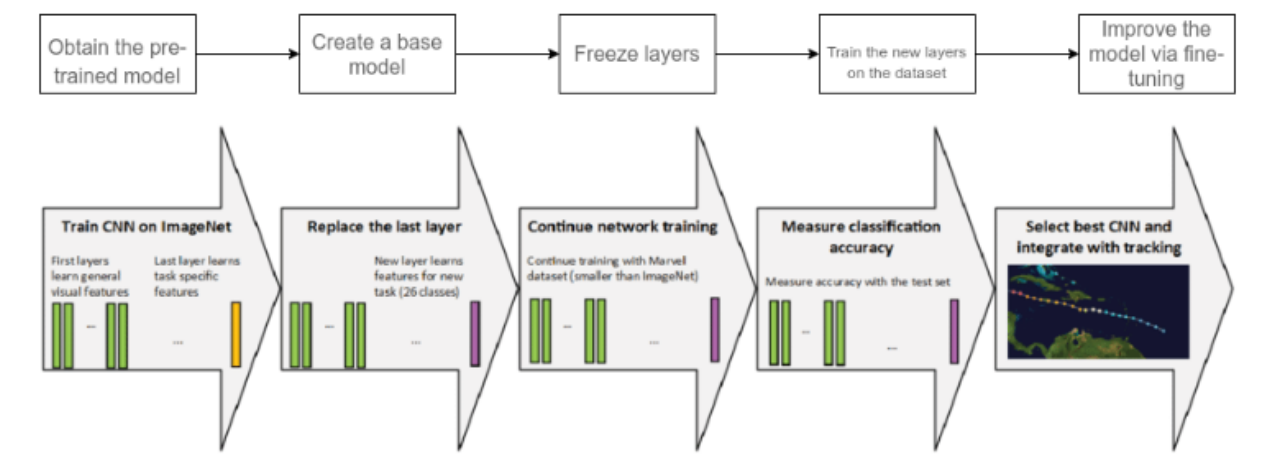 Obtain the pre-
trained model
Create a base
model
Freeze layers
Train the new layers
on the dataset
Improve the
model via fine-
tuning
Train CNN on ImageNet
First layers
learn general
visual features
Last layer learns
task specific
features
...
...
Replace the last layer
New layer learns
features for new
task (26 classes)
...
...
Continue network training
Continue training with Marvell
dataset (smaller than ImageNet)
...
...
Measure classification
accuracy
Measure accuracy with the test set
...
...
Select best CNN and
integrate with tracking